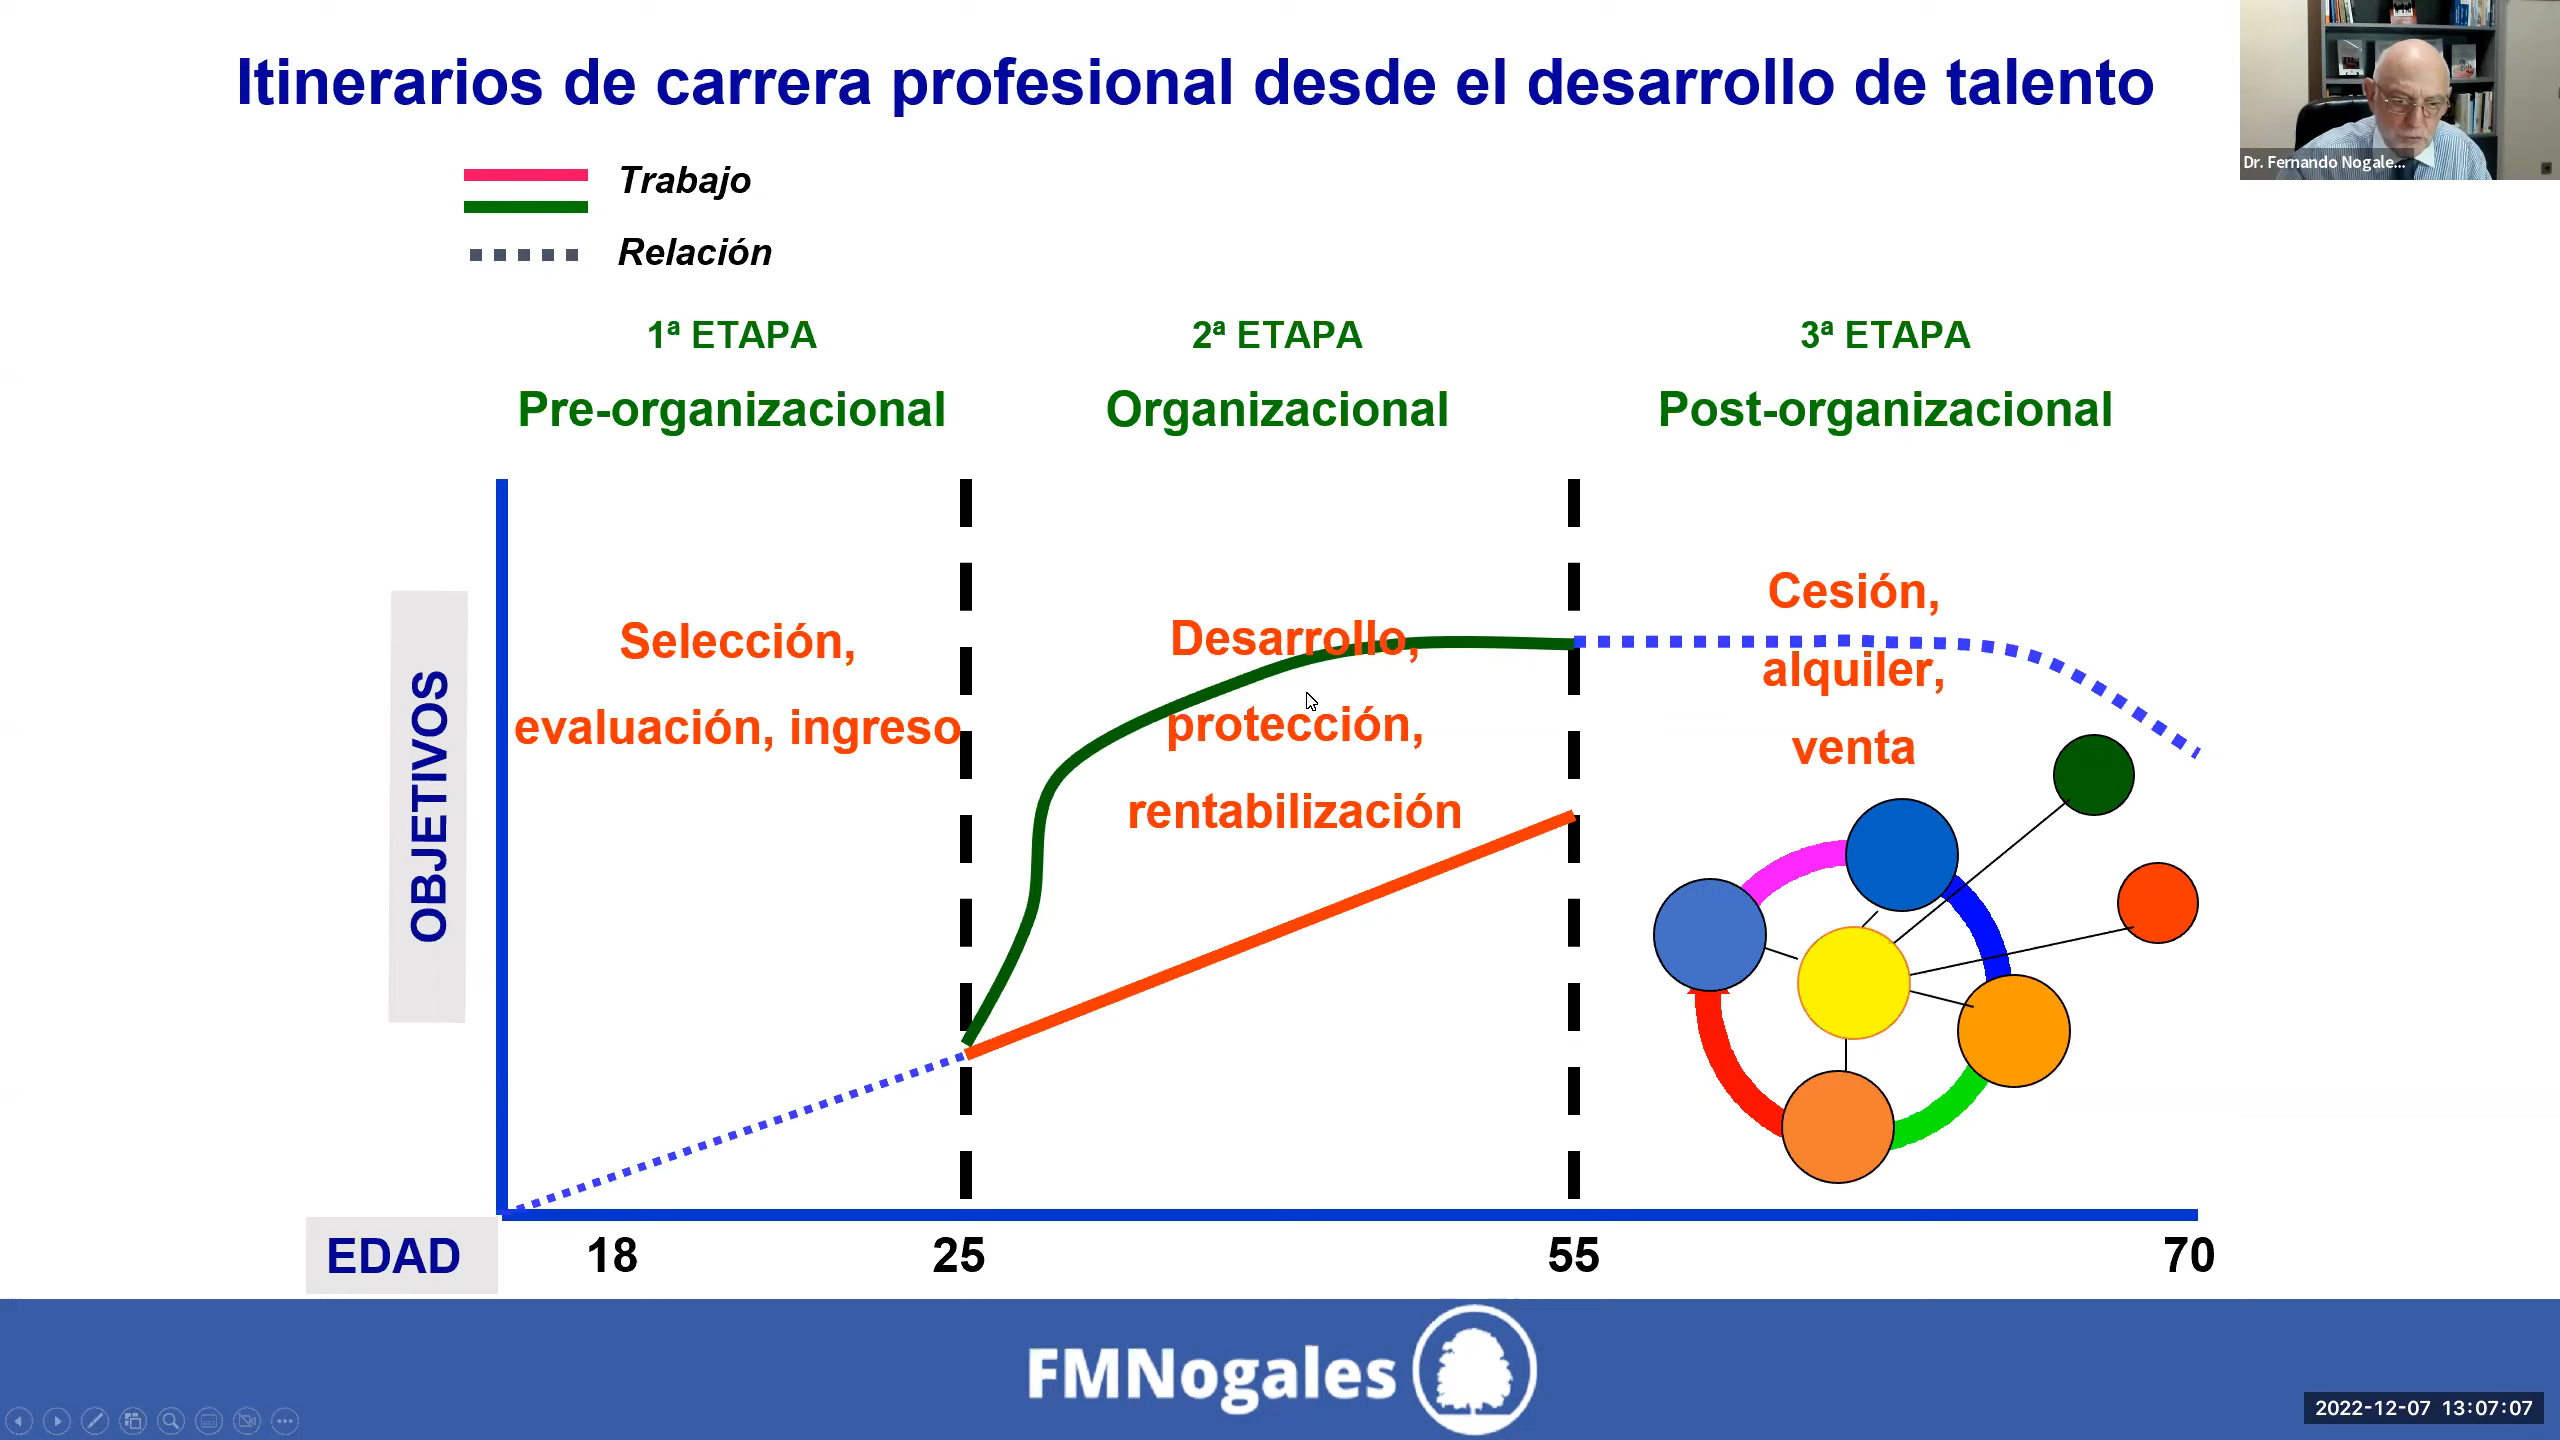 Itinerarios de carrera profesional desde el desarrollo de talento
Dr. Fernando Nogale...
Trabajo
Relación
1ª ETAPA
Pre-organizacional
2ª ETAPA
Organizacional
3ª ETAPA
Post-organizacional
OBJETIVOS
Selección,
evaluación, ingreso
Desarrollo,
protección,
rentabilización
Cesión,
alquiler,
venta
EDAD
18
25
55
70
FMNogales
2022-12-07 13:07:07